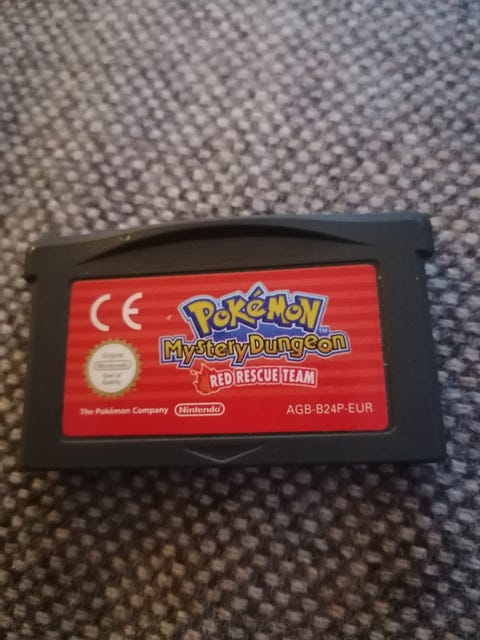 CE
POKéMON
TM
Mystery Dungeon
RED RESCUE TEAM
Original
Nintendo
Seal of
Quality
The Pokémon Company Nintendo AGB-B24P-EUR